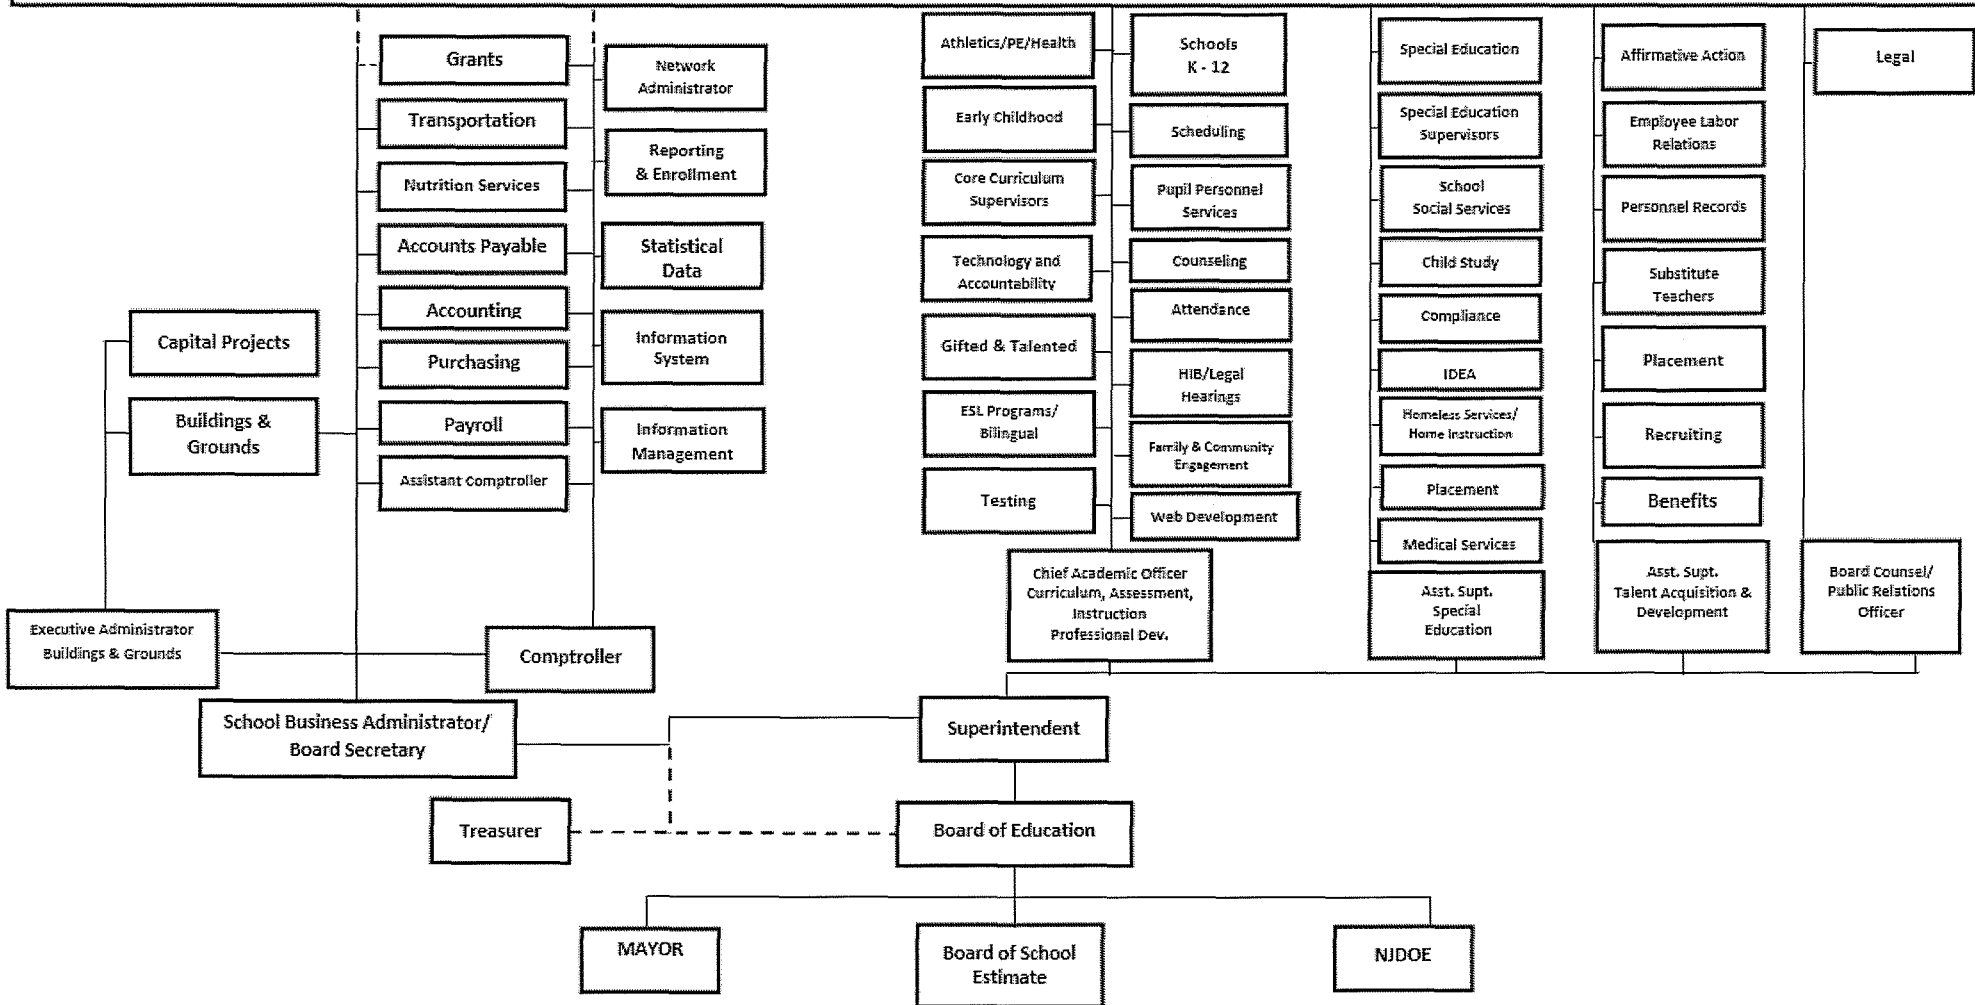 Grants
Transportation
Nutrition Services
Accounts Payable
Accounting
Purchasing
Payroll
Assistant Comptroller
Network
Administrator
Reporting
& Enrollment
Statistical
Data
Information
System
Information
Management
Capital Projects
Buildings &
Grounds
Executive Administrator
Buildings & Grounds
Comptroller
School Business Administrator/
Board Secretary
Athletics/PE/Health
Early Childhood
Core Curriculum
Supervisors
Technology and
Accountability
Gifted & Talented
ESL Programs/
Bilingual
Testing
Schools
K - 12
Scheduling
Pupil Personnel
Services
Counseling
Attendance
HIB/Legal
Hearings
Family & Community
Engagement
Web Development
Chief Academic Officer
Curriculum, Assessment,
Instruction
Professional Dev.
Special Education
Special Education
Supervisors
School
Social Services
Child Study
Compliance
IDEA
Homeless Services/
Home Instruction
Placement
Medical Services
Asst. Supt.
Special
Education
Affirmative Action
Employee Labor
Relations
Personnel Records
Substitute
Teachers
Placement
Recruiting
Benefits
Asst. Supt.
Talent Acquisition &
Development
Legal
Board Counsel/
Public Relations
Officer
Superintendent
Treasurer
Board of Education
MAYOR
Board of School
Estimate
NJDOE